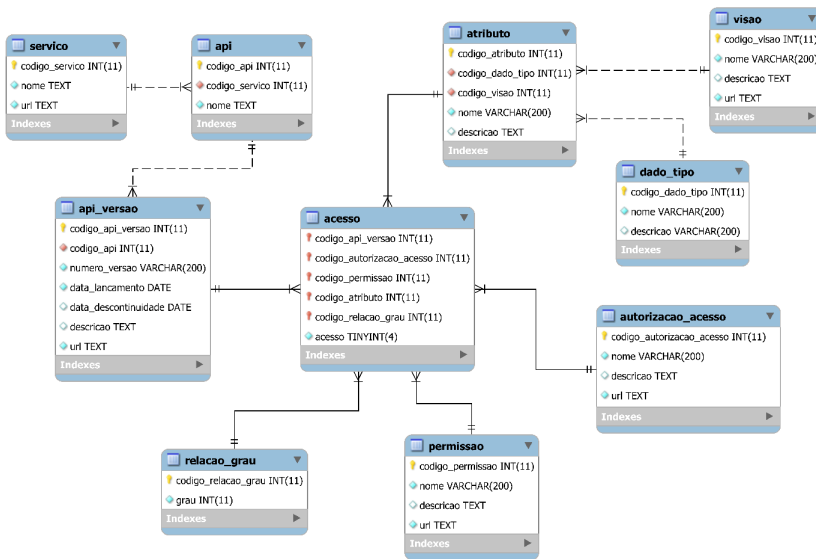 servico
codigo_servico INT(11)
nome TEXT
url TEXT
Indexes
api
codigo_api INT(11)
codigo_servico INT(11)
nome TEXT
Indexes
atributo
codigo_atributo INT(11)
codigo_dado_tipo INT(11)
codigo_visao INT(11)
nome VARCHAR(200)
descricao TEXT
Indexes
visao
codigo_visao INT(11)
nome VARCHAR(200)
descricao TEXT
url TEXT
Indexes
dado_tipo
codigo_dado_tipo INT(11)
nome VARCHAR(200)
descricao VARCHAR(200)
Indexes
api_versao
codigo_api_versao INT(11)
codigo_api INT(11)
numero_versao VARCHAR(200)
data_lancamento DATE
data_descontinuidade DATE
descricao TEXT
url TEXT
Indexes
acesso
codigo_api_versao INT(11)
codigo_autorizacao_acesso INT(11)
codigo_permissao INT(11)
codigo_atributo INT(11)
codigo_relacao_grau INT(11)
acesso TINYINT(4)
Indexes
autorizacao_acesso
codigo_autorizacao_acesso INT(11)
nome VARCHAR(200)
descricao TEXT
url TEXT
Indexes
relacao_grau
codigo_relacao_grau INT(11)
grau INT(11)
Indexes
permissao
codigo_permissao INT(11)
nome VARCHAR(200)
descricao TEXT
url TEXT
Indexes